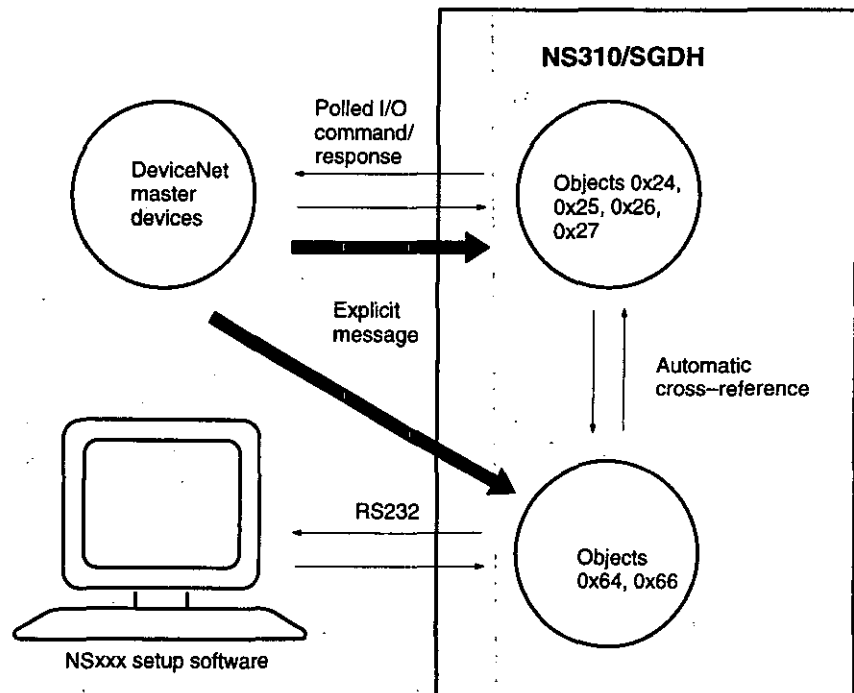 NS310/SGDH
Polled I/O
command/
response
DeviceNet
master
devices
Objects 0x24,
0x25, 0x26,
0x27
Explicit
message
Automatic
cross–reference
RS232
Objects
0x64, 0x66
NSxxx setup software